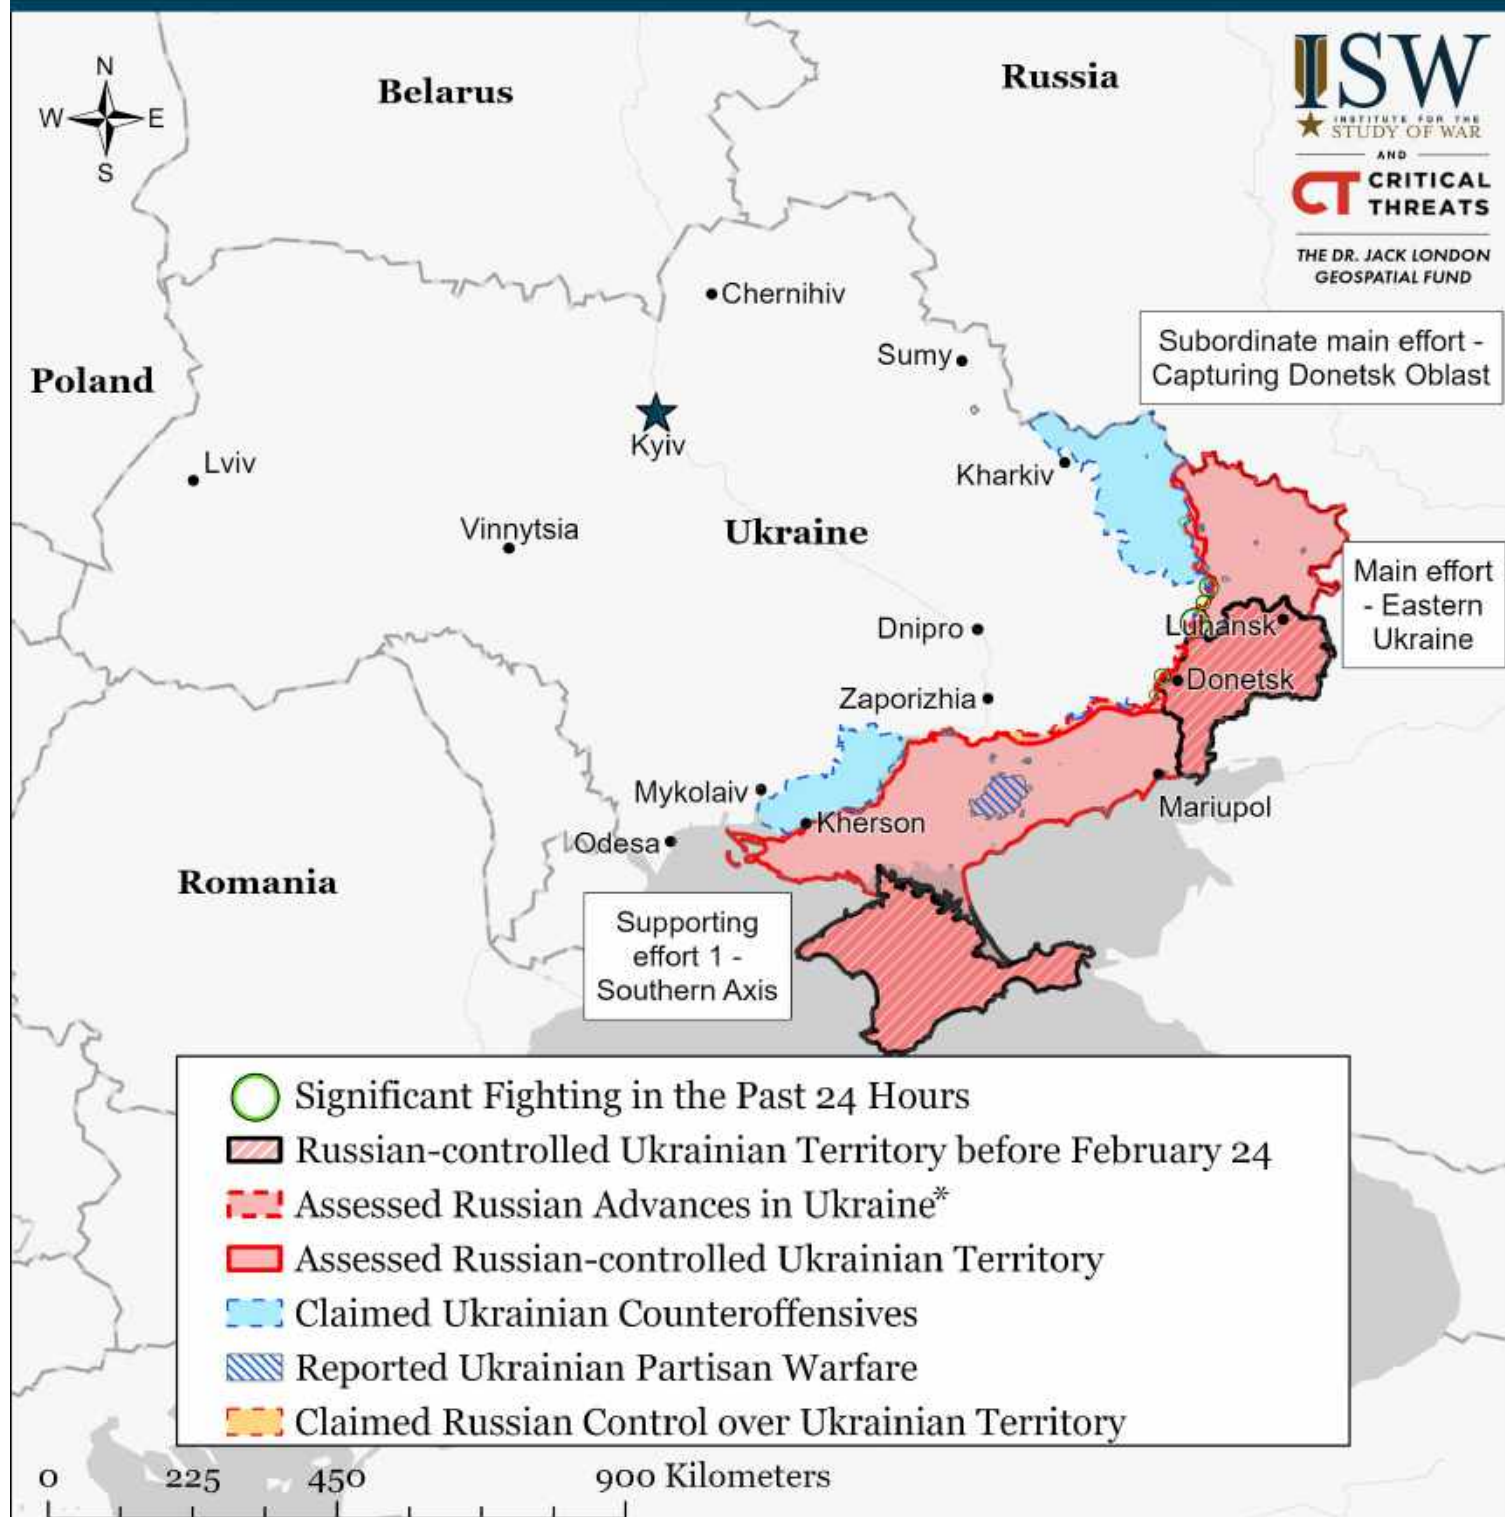 N
W E
S
Belarus
Russia
ISW
INSTITUTE FOR THE
STUDY OF WAR
AND
CT CRITICAL
THREATS
THE DR. JACK LONDON
GEOSPATIAL FUND
Chernihiv
Subordinate main effort -
Capturing Donetsk Oblast
Sumy
Poland
Kyiv
Lviv
Kharkiv
Vinnytsia
Ukraine
Main effort
- Eastern
Ukraine
Dnipro
Luhansk
Donetsk
Zaporizhia
Mykolaiv
Mariupol
Kherson
Odesa
Romania
Supporting
effort 1 -
Southern Axis
Significant Fighting in the Past 24 Hours
Russian-controlled Ukrainian Territory before February 24
Assessed Russian Advances in Ukraine*
Assessed Russian-controlled Ukrainian Territory
Claimed Ukrainian Counteroffensives
Reported Ukrainian Partisan Warfare
Claimed Russian Control over Ukrainian Territory
0 225 450 900 Kilometers